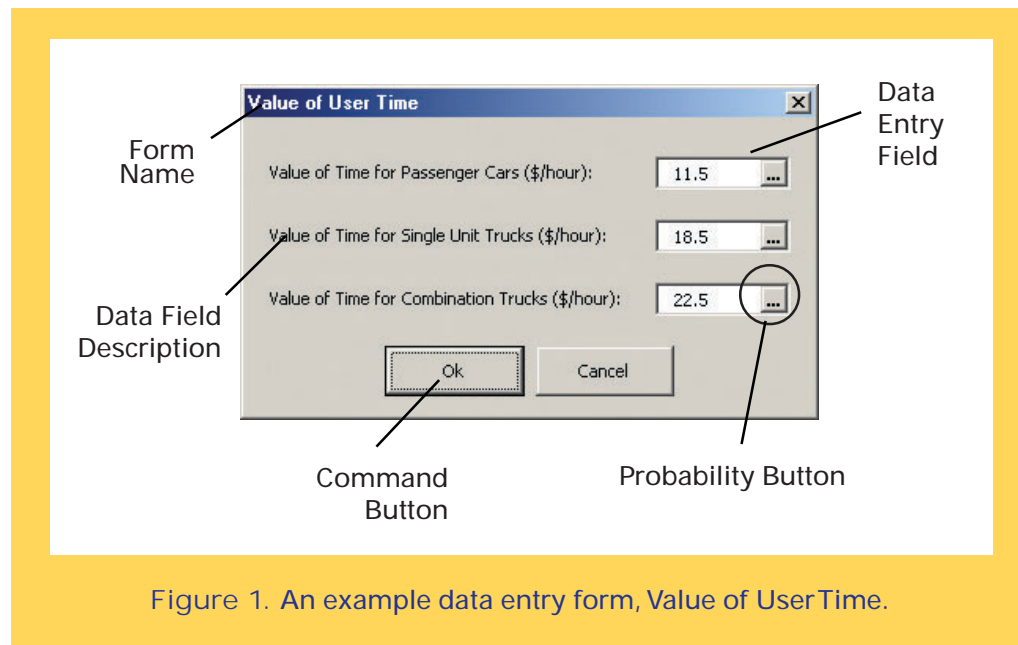 Value of User Time
Data
Entry
Field
Form
Name
Value of Time for Passenger Cars ($/hour):
11.5
...
Value of Time for Single Unit Trucks ($/hour):
18.5
...
Data Field
Description
Value of Time for Combination Trucks ($/hour):
22.5
...
Ok
Cancel
Command
Button
Probability Button
Figure 1. An example data entry form, Value of UserTime.